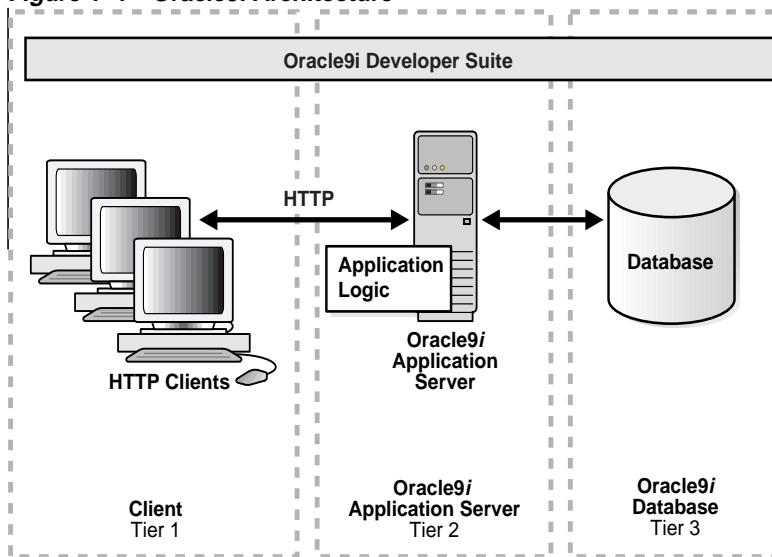 Oracle9i Developer Suite
HTTP
Application
Logic
Database
Oracle9i
Application
Server
HTTP Clients
Client
Tier 1
Oracle9i
Application Server
Tier 2
Oracle9i
Database
Tier 3